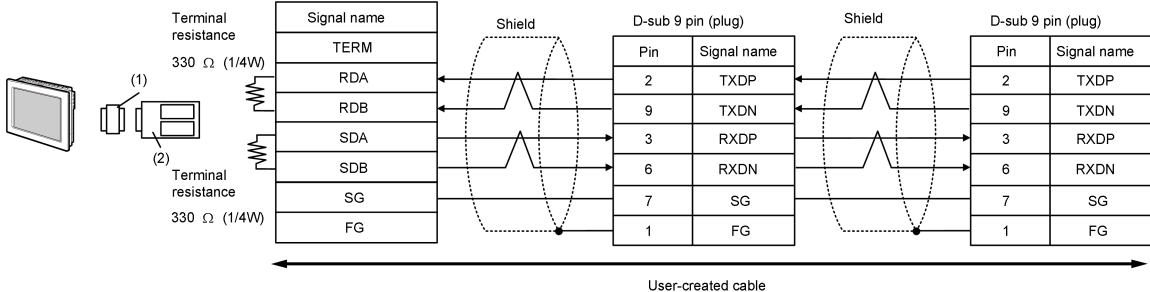 Terminal
resistance
330 Ω (1/4W)
(1)
(2)
Terminal
resistance
330 Ω (1/4W)
Signal name
TERM
RDA
RDB
SDA
SDB
SG
FG
Shield
D-sub 9 pin (plug)
Pin Signal name
2 TXDP
9 TXDN
3 RXDP
6 RXDN
7 SG
1 FG
Shield
D-sub 9 pin (plug)
Pin Signal name
2 TXDP
9 TXDN
3 RXDP
6 RXDN
7 SG
1 FG
User-created cable